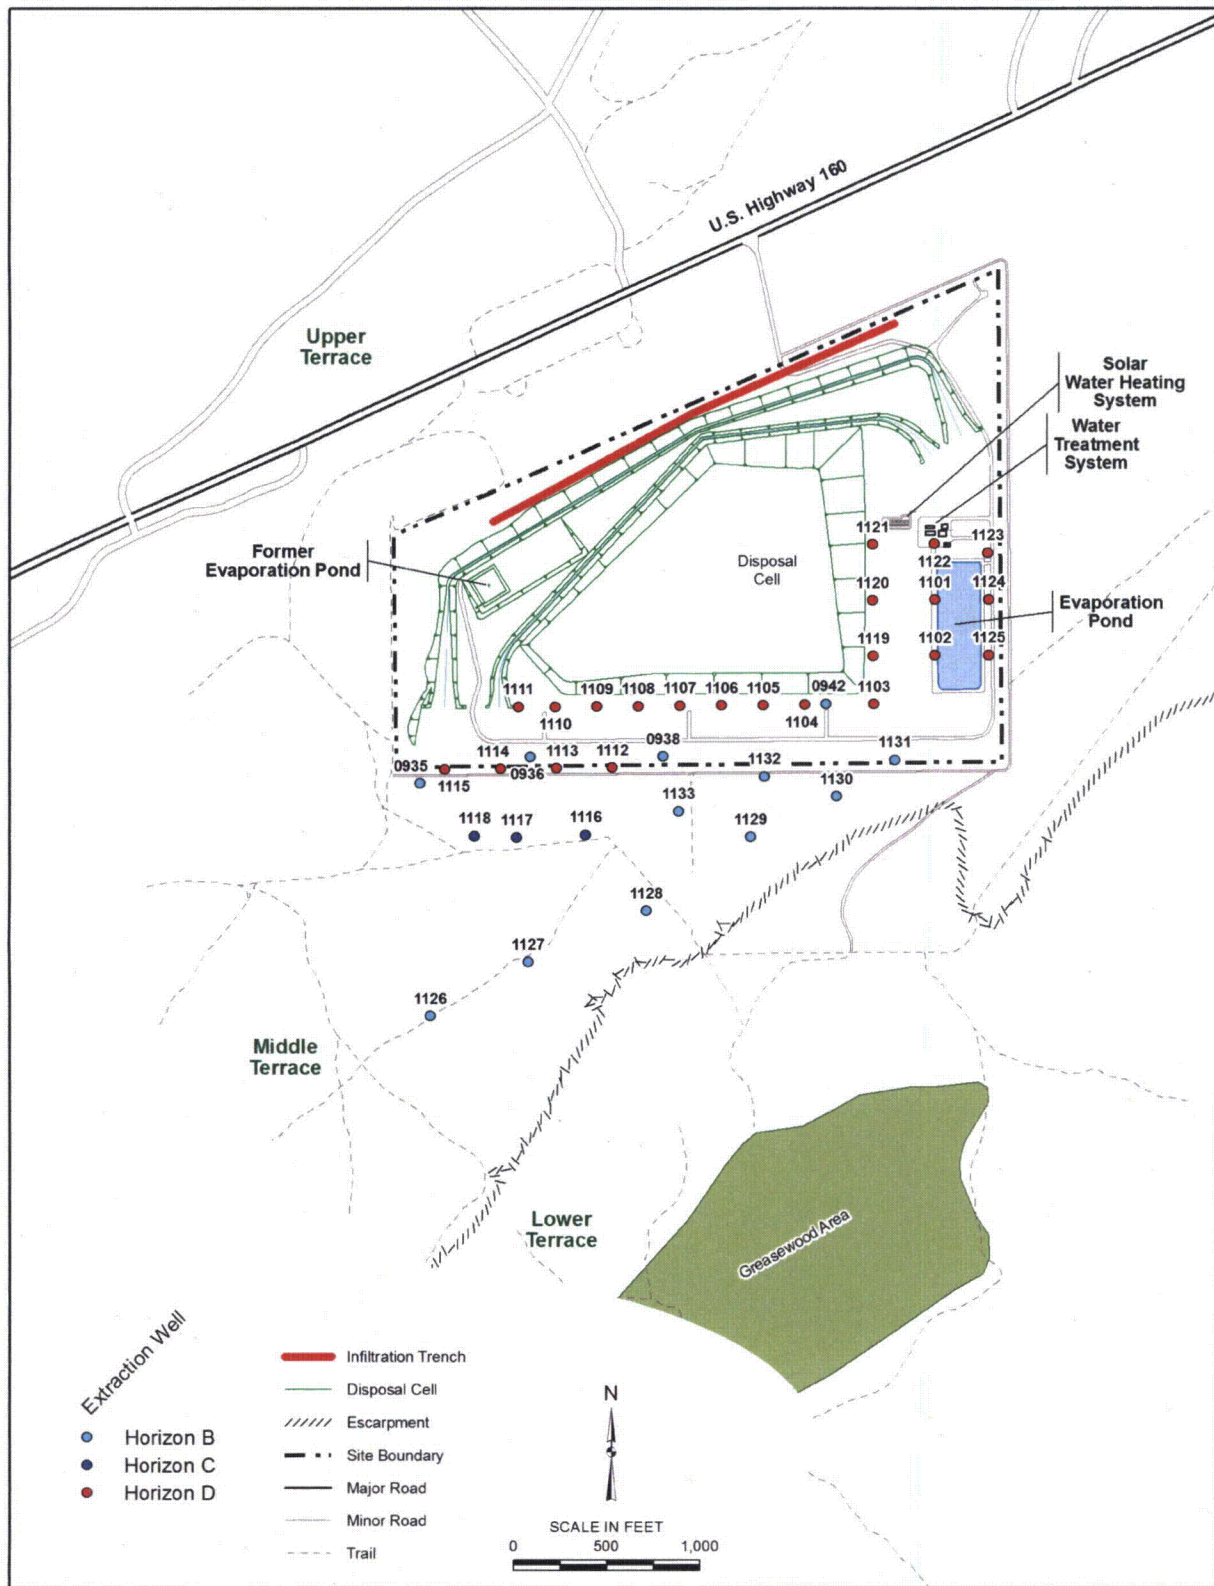 U.S. Highway 160
Upper
Terrace
Solar
Water Heating
System
Water
Treatment
System
Former
Evaporation Pond
Disposal
Cell
1121
1122
1123
1120
1101
1124
Evaporation
Pond
1119
1102
1125
1111
1110
1109
1108
1107
1106
1105
1104
0942
1103
0935
1115
1114
0936
1113
1112
0938
1132
1131
1130
1133
1129
1118
1117
1116
1128
1127
1126
Middle
Terrace
Lower
Terrace
Greasewood Area
Extraction Well
Horizon B
Horizon C
Horizon D
Infiltration Trench
Disposal Cell
Escarpment
Site Boundary
Major Road
Minor Road
Trail
N
SCALE IN FEET
0 500 1,000